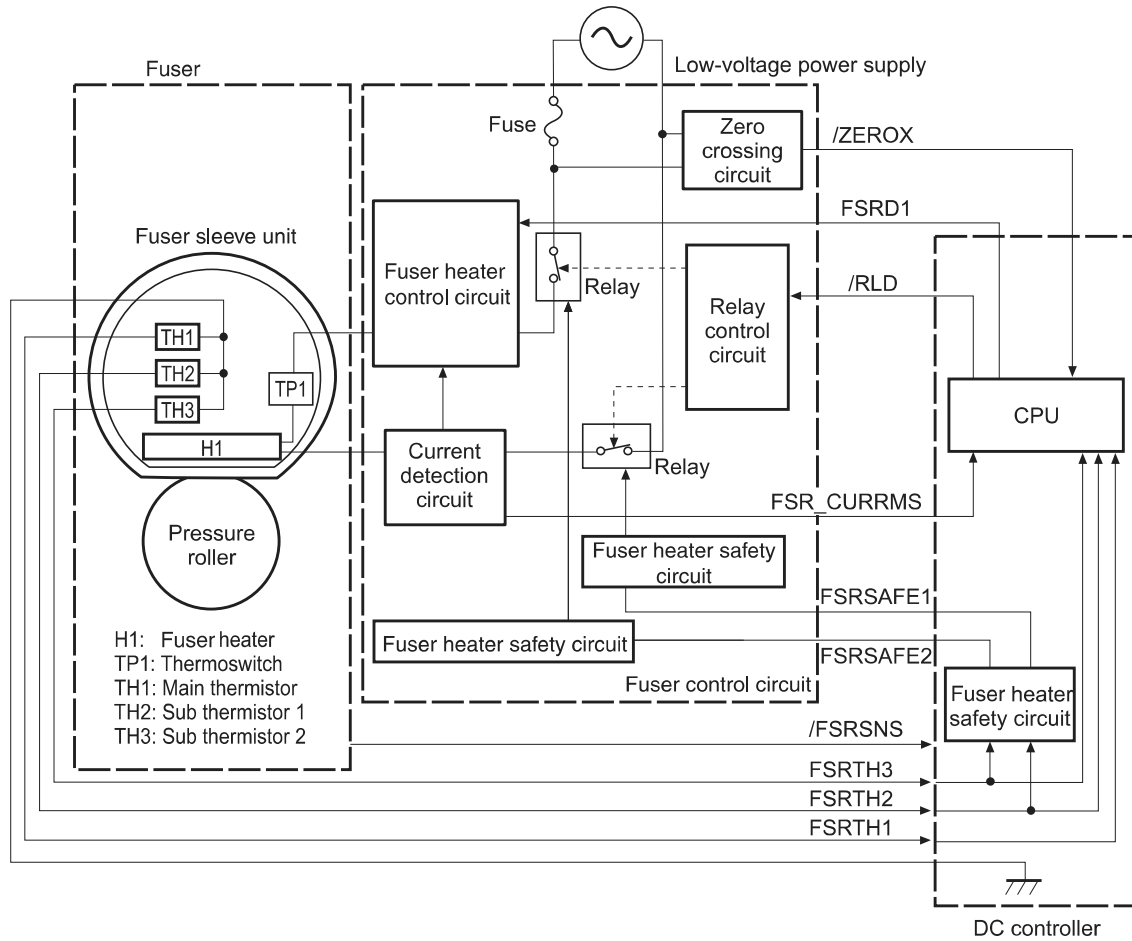 Fuser
Low-voltage power supply
Fuse
Zero
crossing
circuit
/ZEROX
FSRD1
Fuser sleeve unit
Fuser heater
control circuit
Relay
Relay
control
circuit
/RLD
TH1
TH2
TH3
TP1
H1
CPU
Current
detection
circuit
Relay
FSR_CURRMS
Pressure
roller
Fuser heater safety
circuit
FSRSAFE1
Fuser heater safety circuit
FSRSAFE2
H1: Fuser heater
TP1: Thermoswitch
TH1: Main thermistor
TH2: Sub thermistor 1
TH3: Sub thermistor 2
Fuser control circuit
Fuser heater
safety circuit
/FSRSNS
FSRTH3
FSRTH2
FSRTH1
DC controller